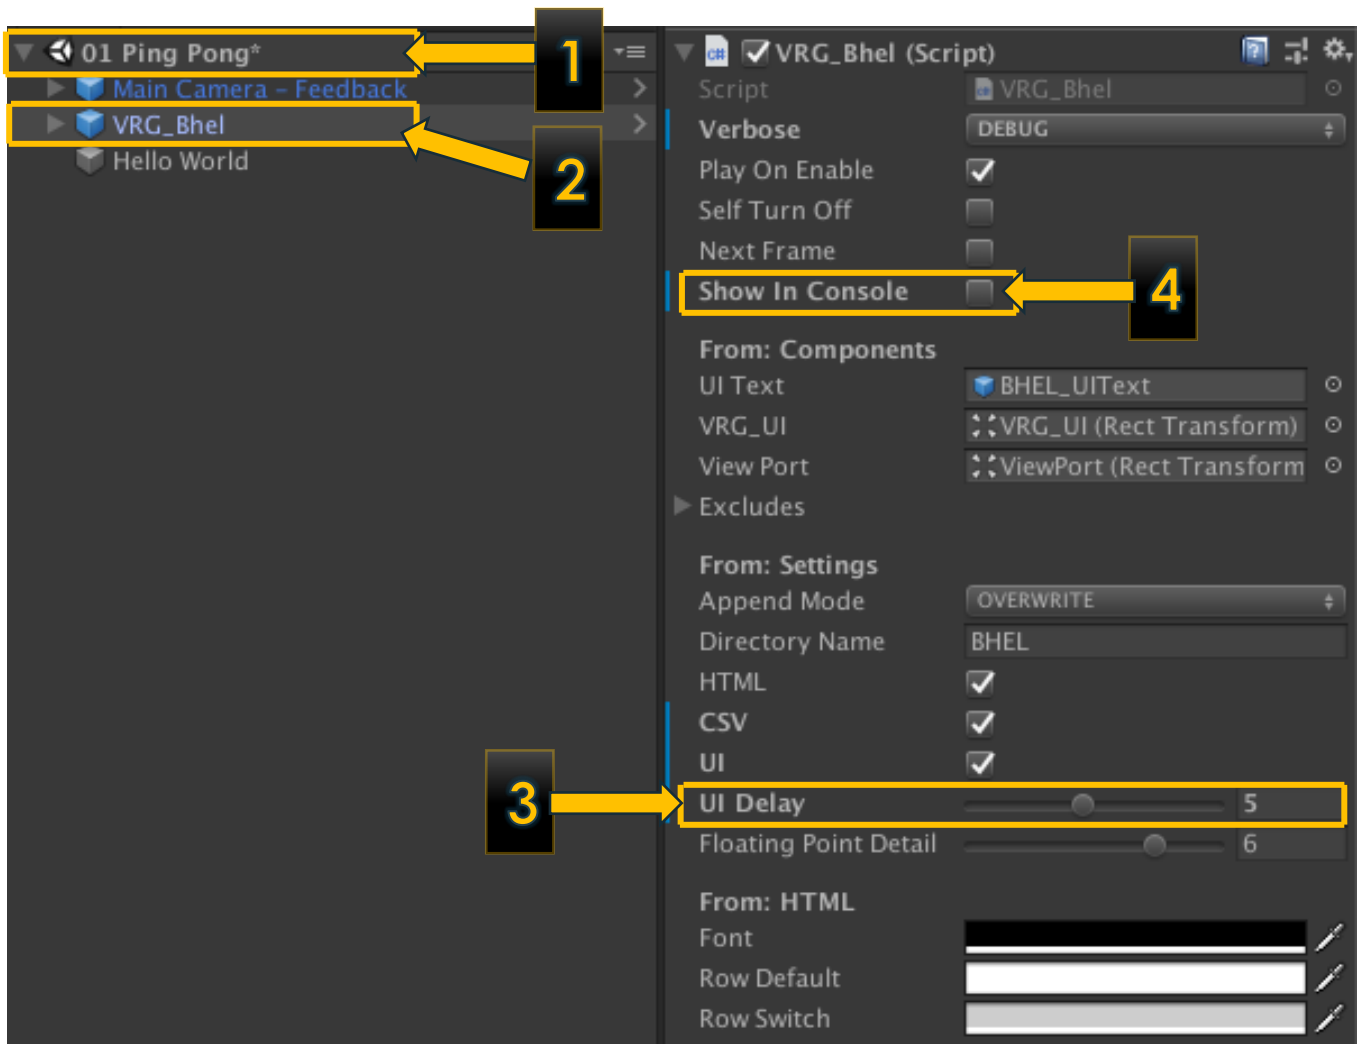 01 Ping Pong*
1
Main Camera - Feedback
VRG_Bhel
2
Hello World
c# VRG_Bhel (Script)
Script VRG_Bhel
Verbose DEBUG
Play On Enable
Self Turn Off
Next Frame
Show In Console
4
From: Components
UI Text BHEL_UIText
VRG_UI VRG_UI (Rect Transform)
View Port ViewPort (Rect Transform
Excludes
From: Settings
Append Mode OVERWRITE
Directory Name BHEL
HTML
CSV
UI
3
UI Delay 5
Floating Point Detail 6
From: HTML
Font
Row Default
Row Switch